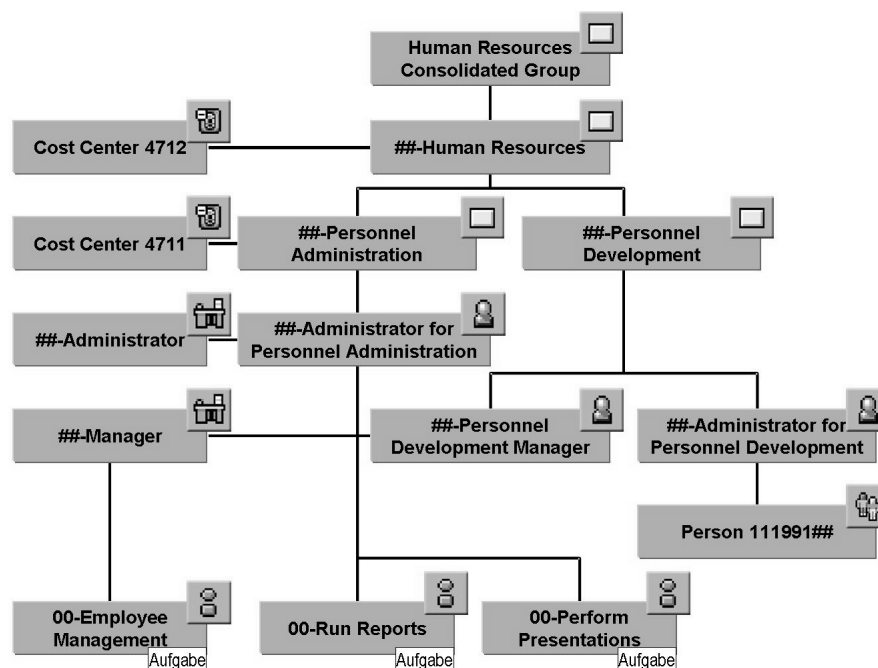 Human Resources
Consolidated Group
Cost Center 4712
##-Human Resources
Cost Center 4711
##-Personnel
Administration
##-Personnel
Development
##-Administrator
##-Administrator for
Personnel Administration
##-Manager
##-Personnel
Development Manager
##-Administrator for
Personnel Development
Person 111991##
00-Employee
Management
Aufgabe
00-Run Reports
Aufgabe
00-Perform
Presentations
Aufgabe